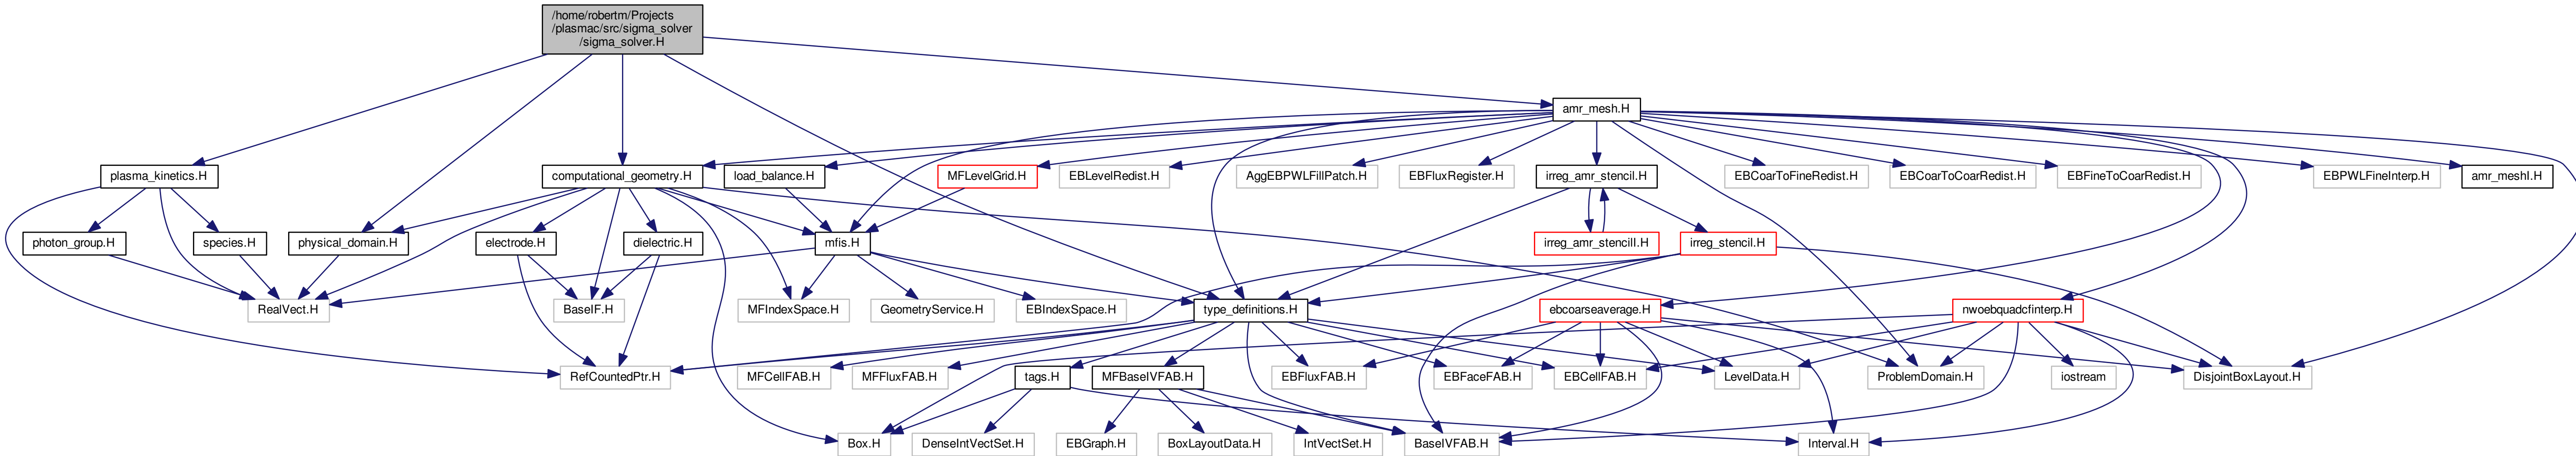 /home/robertm/Projects
/plasmac/src/sigma_solver
/sigma_solver.H
amr_mesh.H
plasma_kinetics.H
computational_geometry.H
load_balance.H
MFLevelGrid.H
EBLevelRedist.H
AggEBPWLFillPatch.H
EBFluxRegister.H
irreg_amr_stencil.H
EBCoarToFineRedist.H
EBCoarToCoarRedist.H
EBFineToCoarRedist.H
EBPWLFineInterp.H
amr_meshI.H
photon_group.H
species.H
physical_domain.H
electrode.H
dielectric.H
mfis.H
irreg_amr_stencilI.H
irreg_stencil.H
RealVect.H
BaseIF.H
MFIndexSpace.H
GeometryService.H
EBIndexSpace.H
type_definitions.H
ebcoarseaverage.H
nwoebquadcfinterp.H
RefCountedPtr.H
MFCellFAB.H
MFFluxFAB.H
tags.H
MFBaseIVFAB.H
EBFluxFAB.H
EBFaceFAB.H
EBCellFAB.H
LevelData.H
ProblemDomain.H
iostream
DisjointBoxLayout.H
Box.H
DenseIntVectSet.H
EBGraph.H
BoxLayoutData.H
IntVectSet.H
BaseIVFAB.H
Interval.H